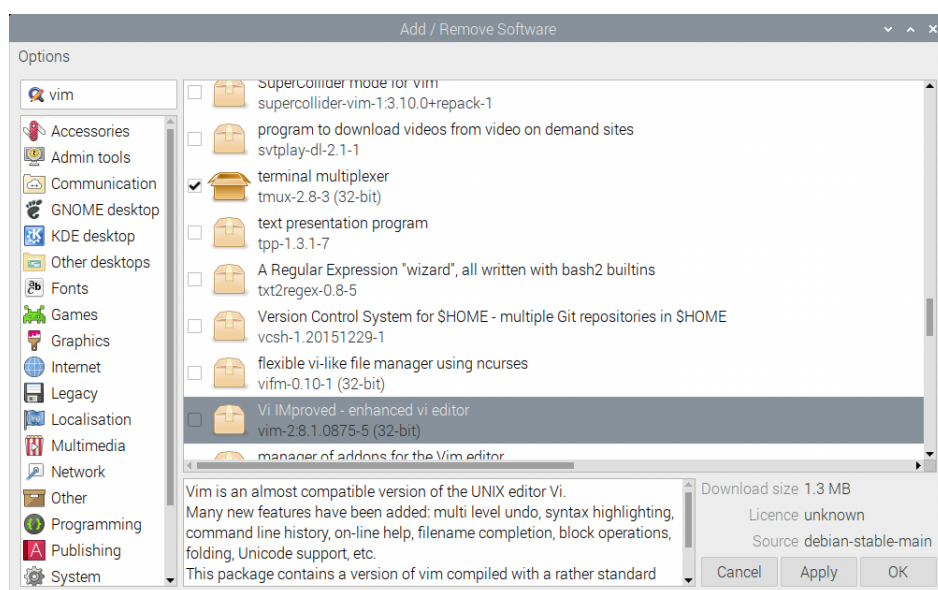 Add / Remove Software
Options
vim
Accessories
Admin tools
Communication
GNOME desktop
KDE desktop
Other desktops
Fonts
Games
Graphics
Internet
Legacy
Localisation
Multimedia
Network
Other
Programming
Publishing
System
SuperCollider mode for Vim
supercollider-vim-1:3.10.0+repack-1
program to download videos from video on demand sites
svtplay-dl-2.1-1
terminal multiplexer
tmux-2.8-3 (32-bit)
text presentation program
tpp-1.3.1-7
A Regular Expression "wizard", all written with bash2 builtins
txt2regex-0.8-5
Version Control System for $HOME - multiple Git repositories in $HOME
vcsh-1.20151229-1
flexible vi-like file manager using ncurses
vifm-0.10-1 (32-bit)
Vi IMproved - enhanced vi editor
vim-2:8.1.0875-5 (32-bit)
manager of addons for the Vim editor
Vim is an almost compatible version of the UNIX editor Vi.
Many new features have been added: multi level undo, syntax highlighting,
command line history, on-line help, filename completion, block operations,
folding, Unicode support, etc.
This package contains a version of vim compiled with a rather standard
Download size 1.3 MB
Licence unknown
Source debian-stable-main
Cancel
Apply
OK